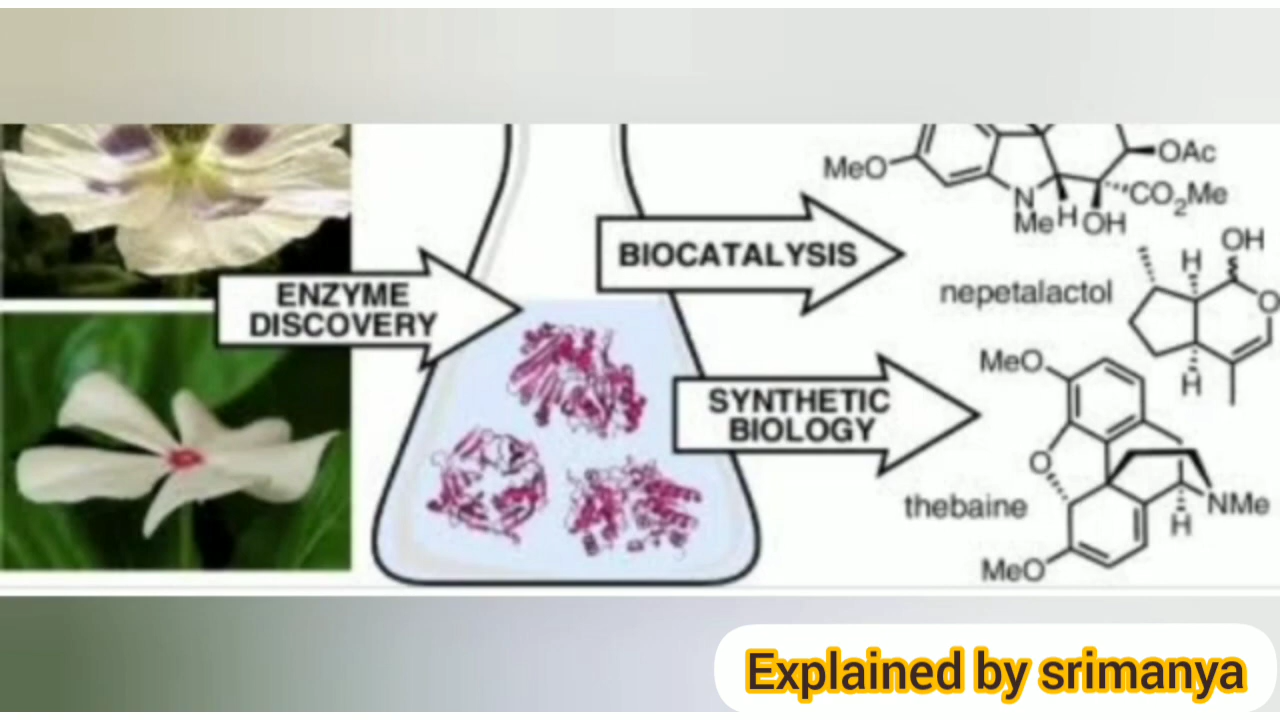 ENZYME
DISCOVERY
BIOCATALYSIS
SYNTHETIC
BIOLOGY
MeO
N
Me
H
OH
OAc
CO₂Me
nepetalactol
H
OH
O
H
MeO
O
thebaine
H
NMe
MeO
Explained by srimanya